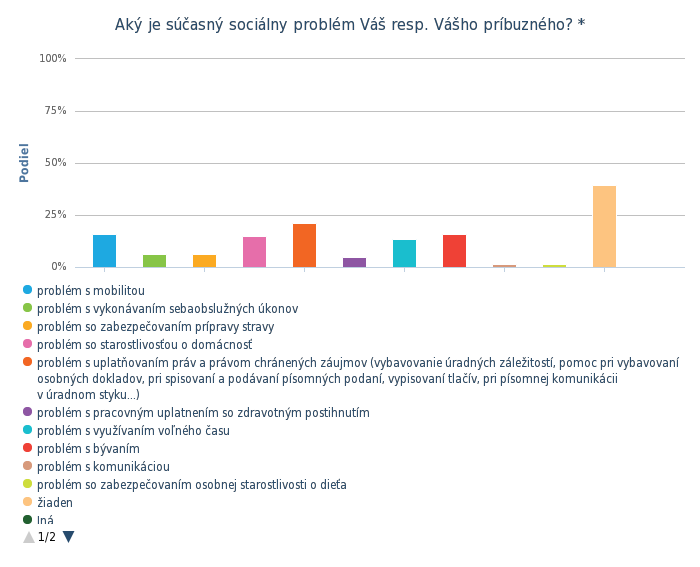 Aký je súčasný sociálny problém Váš resp. Vášho príbuzného? *
100%
75%
50%
25%
0%
Podiel
problém s mobilitou
problém s vykonávaním sebaobslužných úkonov
problém so zabezpečovaním prípravy stravy
problém so starostlivosťou o domácnosť
problém s uplatňovaním práv a právom chránených záujmov (vybavovanie úradných záležitostí, pomoc pri vybavovaní
osobných dokladov, pri spisovaní a podávaní písomných podaní, vypisovaní tlačív, pri písomnej komunikácii
v úradnom styku...)
problém s pracovným uplatnením so zdravotným postihnutím
problém s využívaním voľného času
problém s bývaním
problém s komunikáciou
problém so zabezpečovaním osobnej starostlivosti o dieťa
žiaden
Iná
1/2